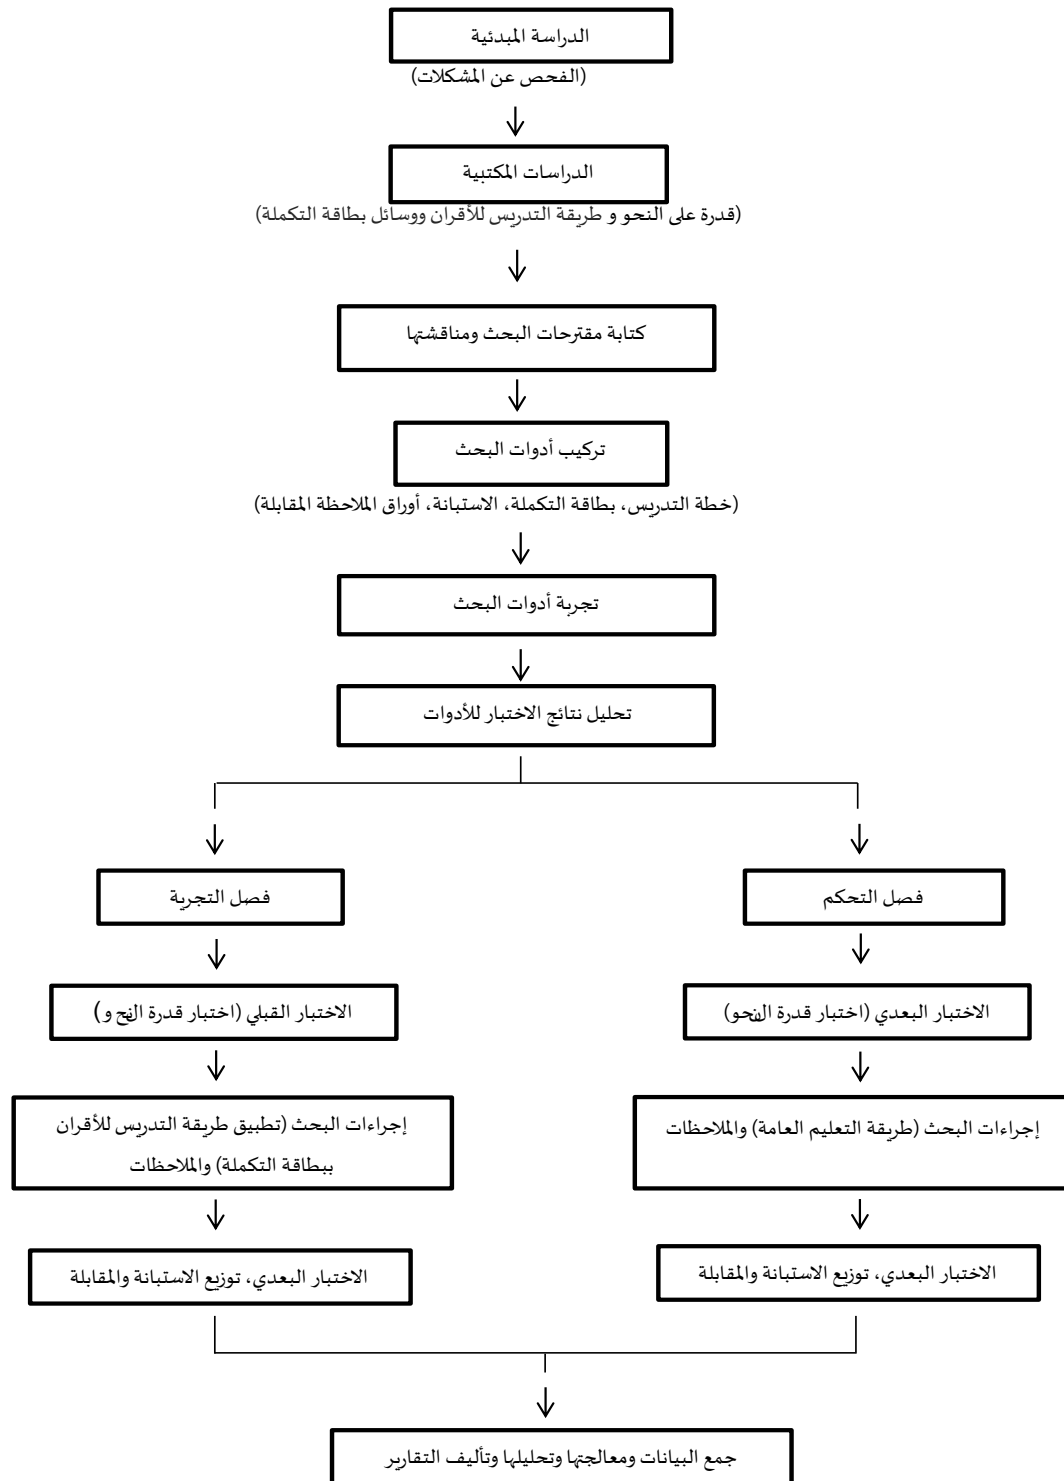 الدراسة المبدئية
(الفحص عن المشكلات)
الدراسات المكتبية
(قدرة على النحو و طريقة التدريس للأقران ووسائل بطاقة التكملة)
كتابة مقترحات البحث ومناقشتها
تركيب أدوات البحث
(خطة التدريس، بطاقة التكملة، الاستبانة، أوراق الملاحظة المقابلة)
تجربة أدوات البحث
تحليل نتائج الاختبار للأدوات
فصل التحكم
فصل التجربة
الاختبار البعدي (اختبار قدرة النحو)
الاختبار القبلي (اختبار قدرة النح و)
إجراءات البحث (طريقة التعليم العامة) والملاحظات
إجراءات البحث (تطبيق طريقة التدريس للأقران
ببطاقة التكملة) والملاحظات
الاختبار البعدي، توزيع الاستبانة والمقابلة
الاختبار البعدي، توزيع الاستبانة والمقابلة
جمع البيانات ومعالجتها وتحليلها وتأليف التقارير